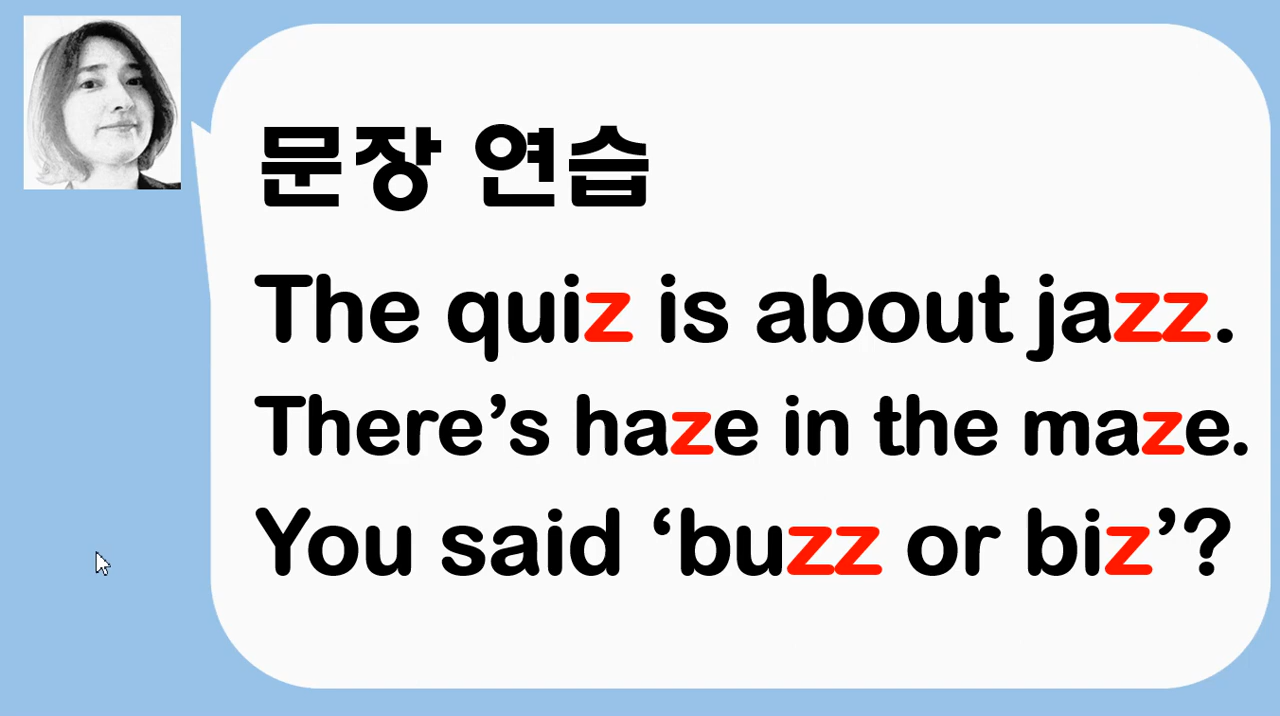 문장 연습
The quiz is about jazz.
There’s haze in the maze.
You said ‘buzz or biz’?